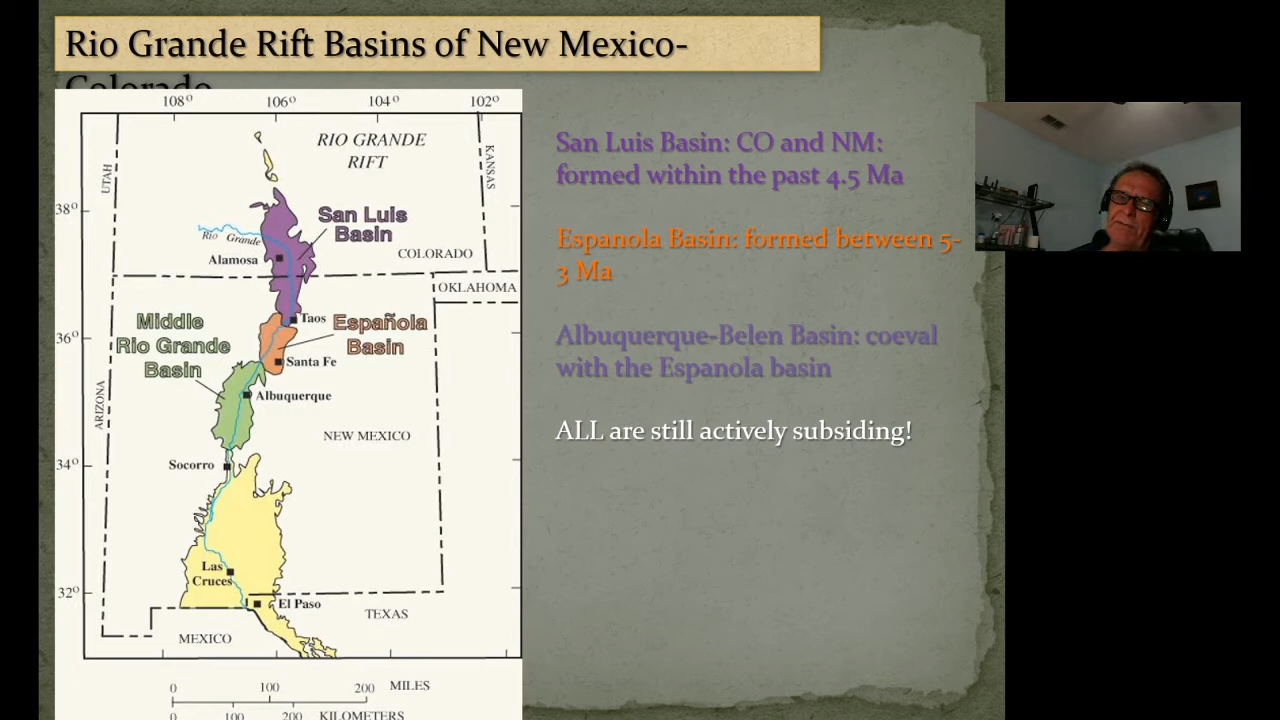 Rio Grande Rift Basins of New Mexico-
Colorado
108° 106° 104° 102°
RIO GRANDE
RIFT
UTAH
KANSAS
38°
San Luis
Basin
Rio Grande
Alamosa
COLORADO
OKLAHOMA
Taos
36°
Middle
Rio Grande
Basin
Española
Basin
Santa Fe
ARIZONA
Albuquerque
NEW MEXICO
34°
Socorro
Las
Cruces
32°
El Paso
TEXAS
MEXICO
0 100 200 MILES
0 100 200 KILOMETERS
San Luis Basin: CO and NM:
formed within the past 4.5 Ma
Espanola Basin: formed between 5-
3 Ma
Albuquerque-Belen Basin: coeval
with the Espanola basin
ALL are still actively subsiding!